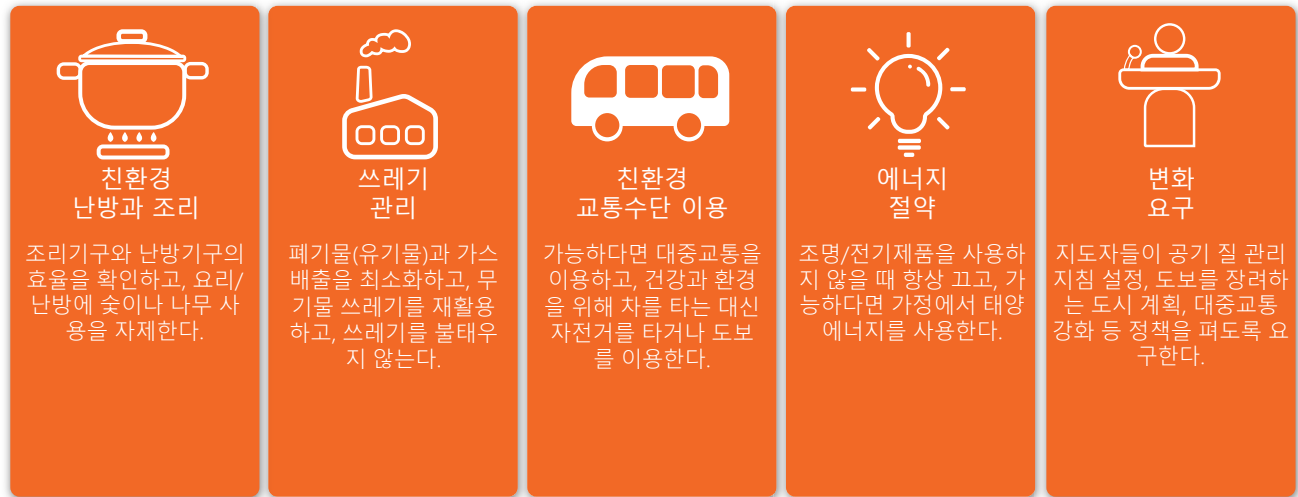 친환경
난방과 조리
조리기구와 난방기구의
효율을 확인하고, 요리/
난방에 숯이나 나무 사
용을 자제한다.
쓰레기
관리
폐기물(유기물)과 가스
배출을 최소화하고, 무
기물 쓰레기를 재활용
하고, 쓰레기를 불태우
지 않는다.
친환경
교통수단 이용
가능하다면 대중교통을
이용하고, 건강과 환경
을 위해 차를 타는 대신
자전거를 타거나 도보
를 이용한다.
에너지
절약
조명/전기제품을 사용하
지 않을 때 항상 끄고, 가
능하다면 가정에서 태양
에너지를 사용한다.
변화
요구
지도자들이 공기 질 관리
지침 설정, 도보를 장려하
는 도시 계획, 대중교통
강화 등 정책을 펴도록 요
구한다.